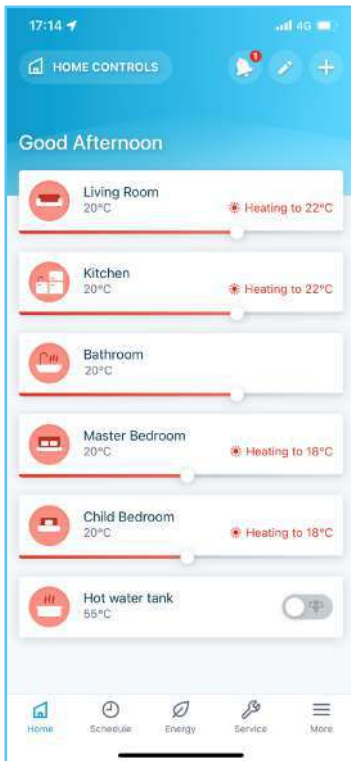 17:14
4G
HOME CONTROLS
1
Good Afternoon
Living Room
20°C
Heating to 22°C
Kitchen
20°C
Heating to 22°C
Bathroom
20°C
Master Bedroom
20°C
Heating to 18°C
Child Bedroom
20°C
Heating to 18°C
Hot water tank
55°C
Home Schedule Energy Service More